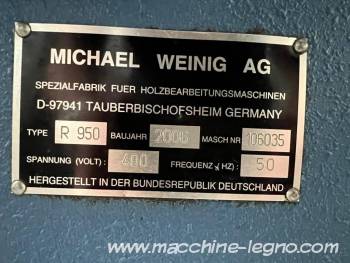 MICHAEL WEINIG AG
SPEZIALFABRIK FUER HOLZBEARBEITUNGSMASCHINEN
D-97941 TAUBERBISCHOFSHEIM GERMANY
TYPE R 950 BAUJAHR 2006 MASCH NR 106035
SPANNUNG (VOLT): 400 FREQUENZ (HZ): 50
HERGESTELLT IN DER BUNDESREPUBLIK DEUTSCHLAND
www.macchine-legno.com